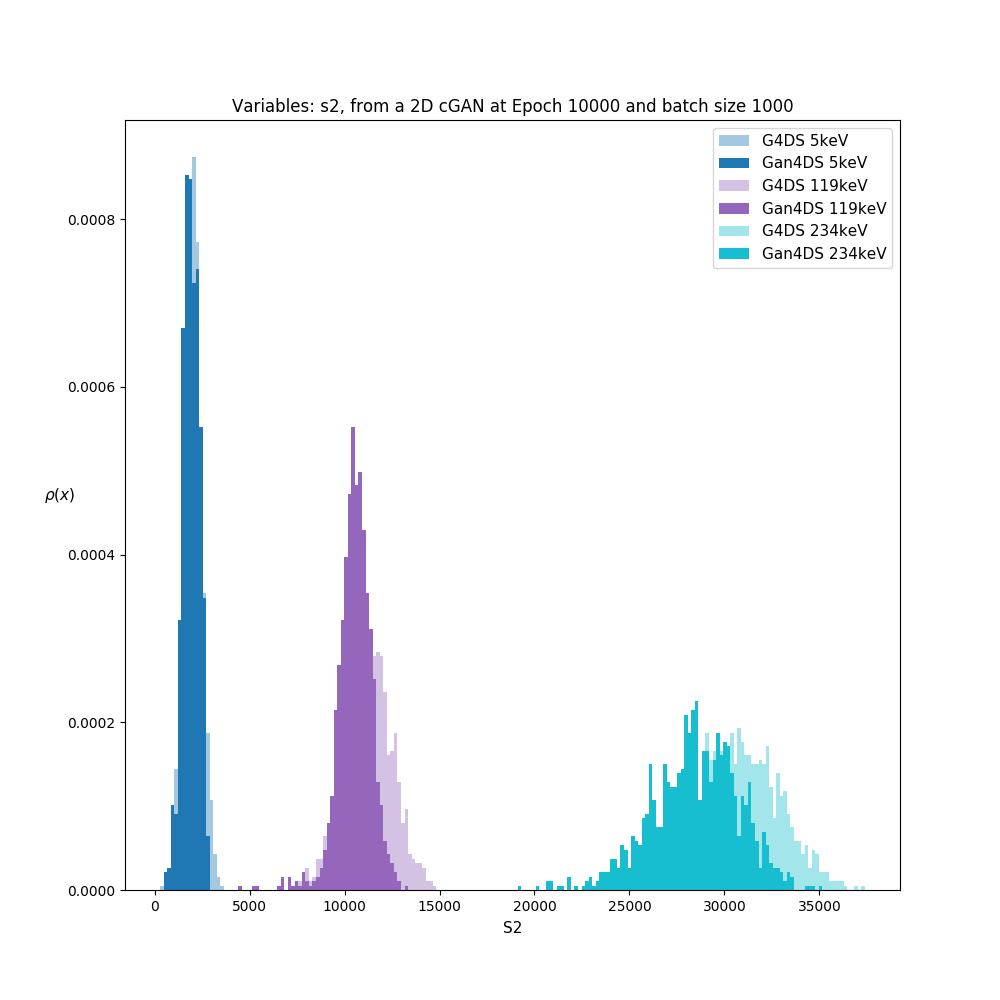 Variables: s2, from a 2D cGAN at Epoch 10000 and batch size 1000
G4DS 5keV
Gan4DS 5keV
G4DS 119keV
Gan4DS 119keV
G4DS 234keV
Gan4DS 234keV
0.0008
0.0006
ρ(x)
0.0004
0.0002
0.0000
0 5000 10000 15000 20000 25000 30000 35000
S2